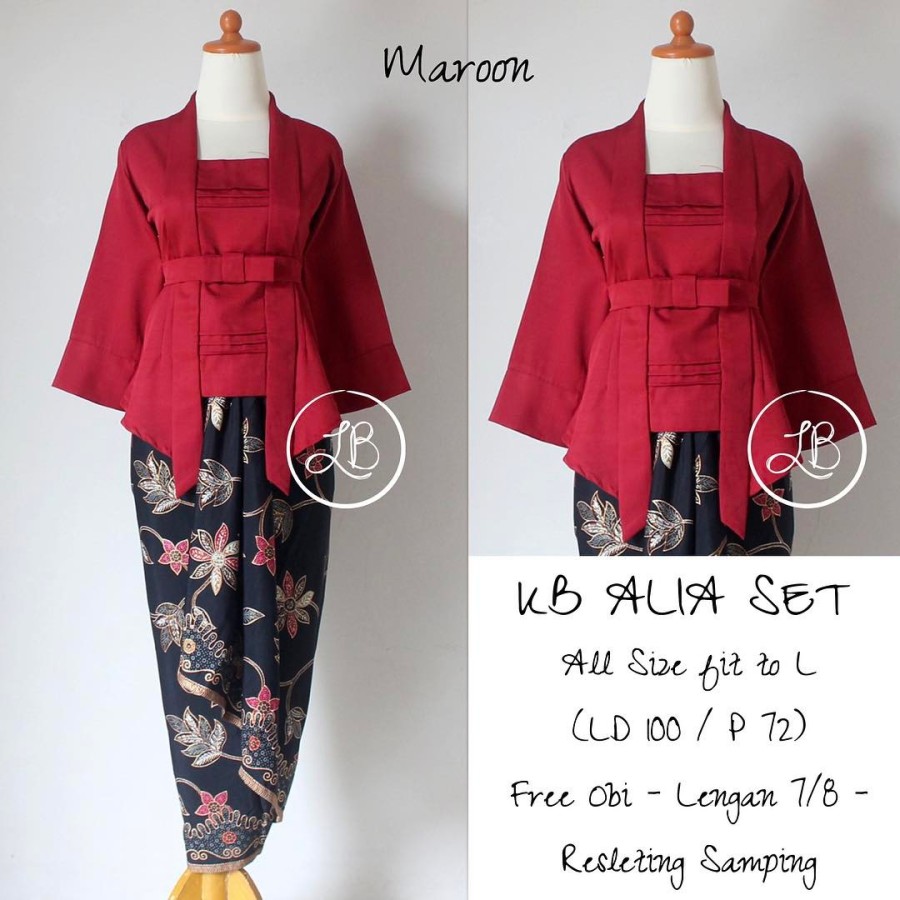 Maroon
LB
LB
KB ALIA SET
All Size fit to L
(LD 100 / P 72)
Free Obi - Lengan 7/8 -
Resleting Samping